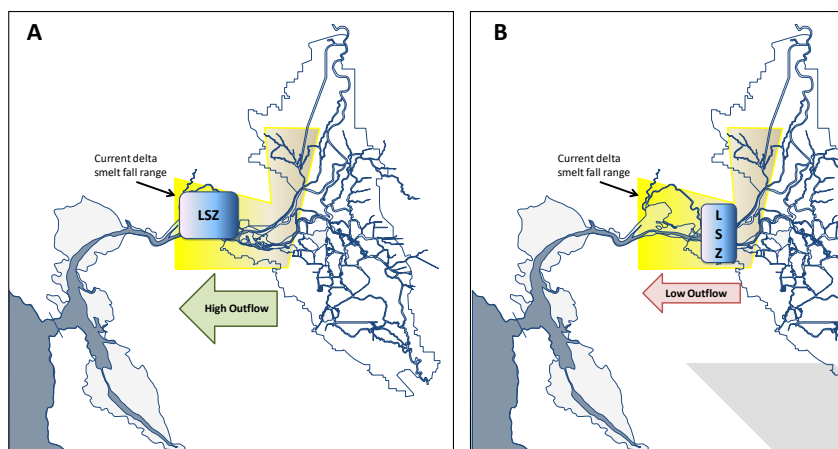 A
Current delta
smelt fall range
LSZ
High Outflow
B
Current delta
smelt fall range
L
S
Z
Low Outflow